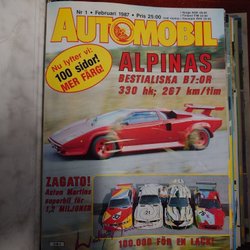 Nr 1 • Februari 1987 • Pris 25:00
AUTOMOBIL
Nu lyfter vi:
100 sidor!
MER FÄRG!
ALPINAS
BESTIALISKA B7:OR
330 hk; 267 km/tim
ZAGATO!
Aston Martins
superbil för
1,2 MILJONER
100.000 FÖR EN LACK!